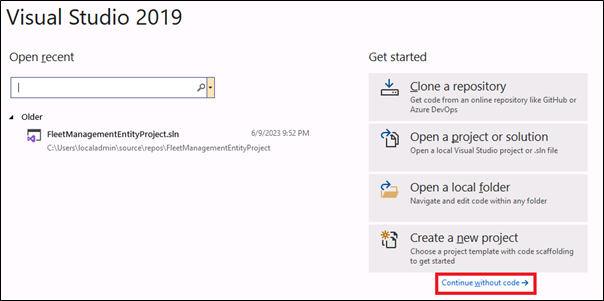 Visual Studio 2019
Open recent
Older
FleetManagementEntityProject.sln
6/9/2023 9:52 PM
C:\Users\localadmin\source\repos\FleetManagementEntityProject
Get started
Clone a repository
Get code from an online repository like GitHub or
Azure DevOps
Open a project or solution
Open a local Visual Studio project or .sln file
Open a local folder
Navigate and edit code within any folder
Create a new project
Choose a project template with code scaffolding
to get started
Continue without code →